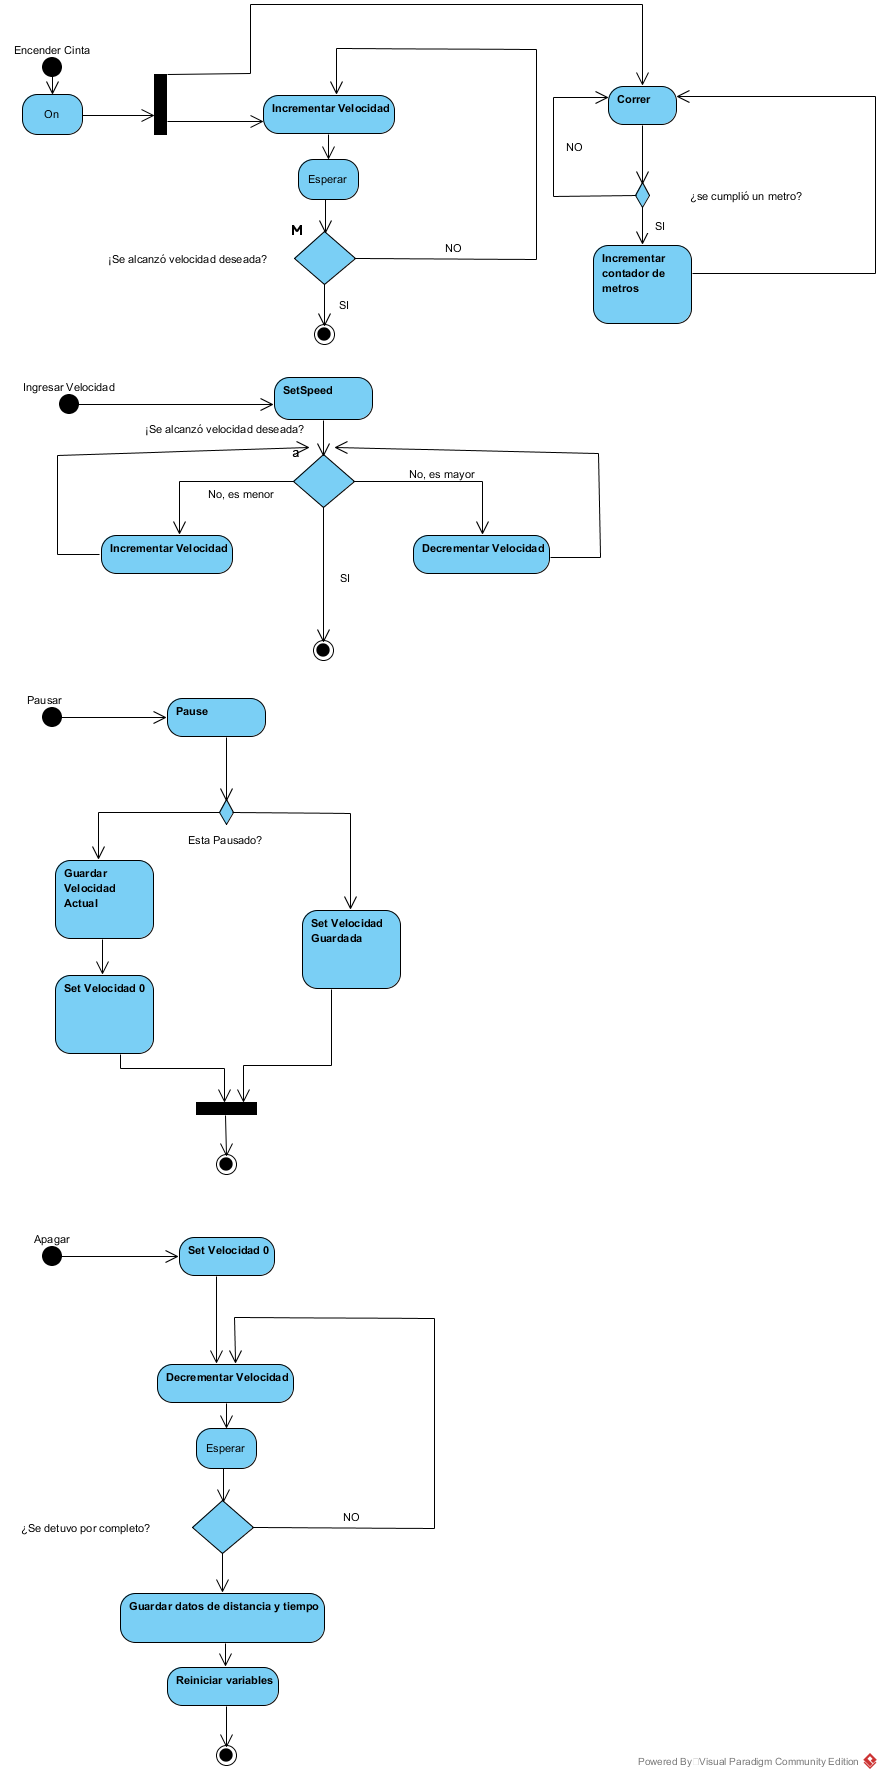 Encender Cinta
On
Incrementar Velocidad
Esperar
M
¡Se alcanzó velocidad deseada?
NO
SI
Correr
NO
¿se cumplió un metro?
SI
Incrementar
contador de
metros
Ingresar Velocidad
SetSpeed
¡Se alcanzó velocidad deseada?
a
No, es menor
No, es mayor
Incrementar Velocidad
Decrementar Velocidad
SI
Pausar
Pause
Esta Pausado?
Guardar
Velocidad
Actual
Set Velocidad
Guardada
Set Velocidad 0
Apagar
Set Velocidad 0
Decrementar Velocidad
Esperar
¿Se detuvo por completo?
NO
Guardar datos de distancia y tiempo
Reiniciar variables
Powered By Visual Paradigm Community Edition